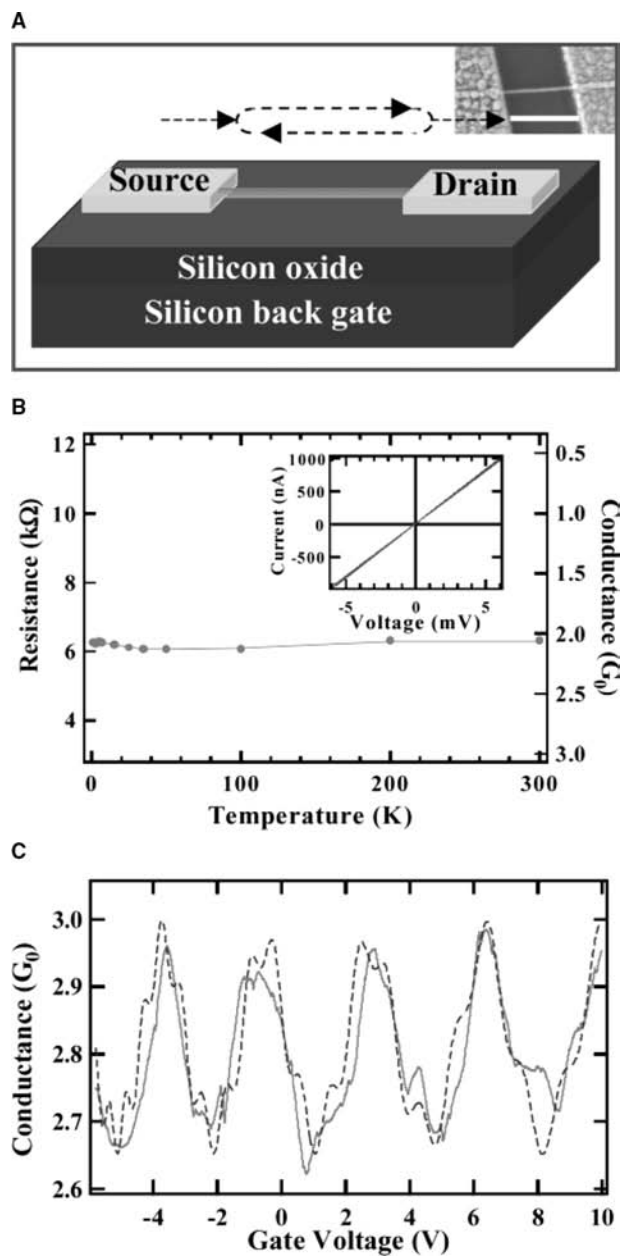 A
Source
Drain
Silicon oxide
Silicon back gate
B
12
10
8
6
4
Resistance (kΩ)
0
100
200
300
Temperature (K)
0.5
1.0
1.5
2.0
2.5
3.0
Conductance (G0)
1000
500
0
-500
Current (nA)
-5
0
5
Voltage (mV)
C
3.0
2.9
2.8
2.7
2.6
Conductance (G0)
-4
-2
0
2
4
6
8
10
Gate Voltage (V)